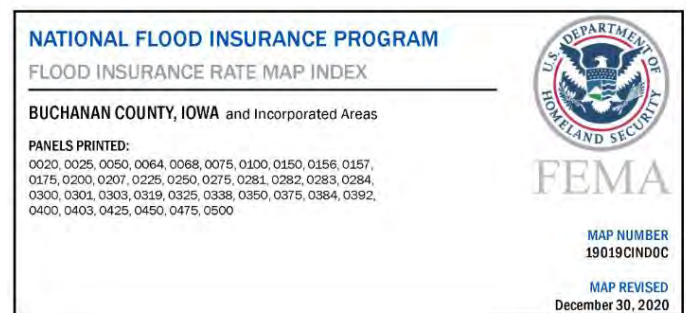 NATIONAL FLOOD INSURANCE PROGRAM
FLOOD INSURANCE RATE MAP INDEX
BUCHANAN COUNTY, IOWA and Incorporated Areas
PANELS PRINTED:
0020, 0025, 0050, 0064, 0068, 0075, 0100, 0150, 0156, 0157,
0175, 0200, 0207, 0225, 0250, 0275, 0281, 0282, 0283, 0284,
0300, 0301, 0303, 0319, 0325, 0338, 0350, 0375, 0384, 0392,
0400, 0403, 0425, 0450, 0475, 0500
U.S. DEPARTMENT OF HOMELAND SECURITY
FEMA
MAP NUMBER
19019CIND0C
MAP REVISED
December 30, 2020